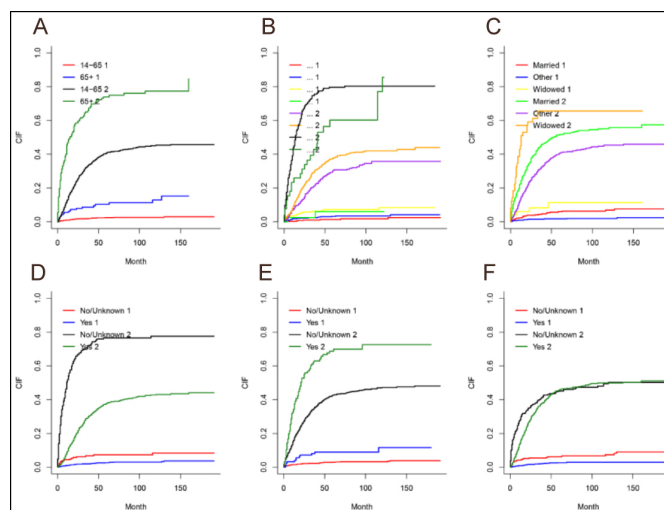 A
14−65 1
65+ 1
14−65 2
65+ 2
CIF
1.0
0.8
0.6
0.4
0.2
0.0
0 50 100 150
Month
B
... 1
... 1
... 1
... 1
... 2
... 2
... 2
... 2
CIF
1.0
0.8
0.6
0.4
0.2
0.0
0 50 100 150
Month
C
Married 1
Other 1
Widowed 1
Married 2
Other 2
Widowed 2
CIF
1.0
0.8
0.6
0.4
0.2
0.0
0 50 100 150
Month
D
No/Unknown 1
Yes 1
No/Unknown 2
Yes 2
CIF
1.0
0.8
0.6
0.4
0.2
0.0
0 50 100 150
Month
E
No/Unknown 1
Yes 1
No/Unknown 2
Yes 2
CIF
1.0
0.8
0.6
0.4
0.2
0.0
0 50 100 150
Month
F
No/Unknown 1
Yes 1
No/Unknown 2
Yes 2
CIF
1.0
0.8
0.6
0.4
0.2
0.0
0 50 100 150
Month